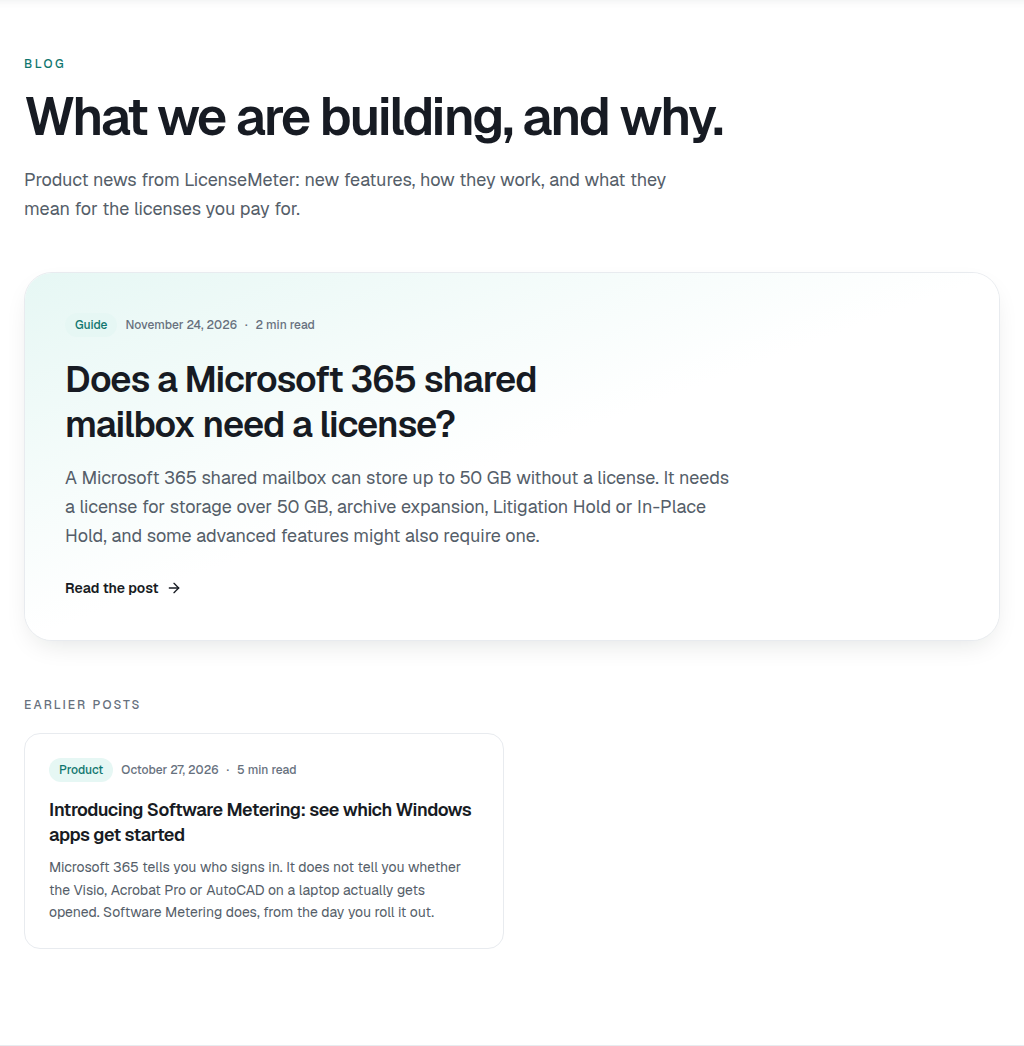 BLOG
What we are building, and why.
Product news from LicenseMeter: new features, how they work, and what they
mean for the licenses you pay for.
Guide November 24, 2026 · 2 min read
Does a Microsoft 365 shared
mailbox need a license?
A Microsoft 365 shared mailbox can store up to 50 GB without a license. It needs
a license for storage over 50 GB, archive expansion, Litigation Hold or In-Place
Hold, and some advanced features might also require one.
Read the post →
EARLIER POSTS
Product October 27, 2026 · 5 min read
Introducing Software Metering: see which Windows
apps get started
Microsoft 365 tells you who signs in. It does not tell you whether
the Visio, Acrobat Pro or AutoCAD on a laptop actually gets
opened. Software Metering does, from the day you roll it out.